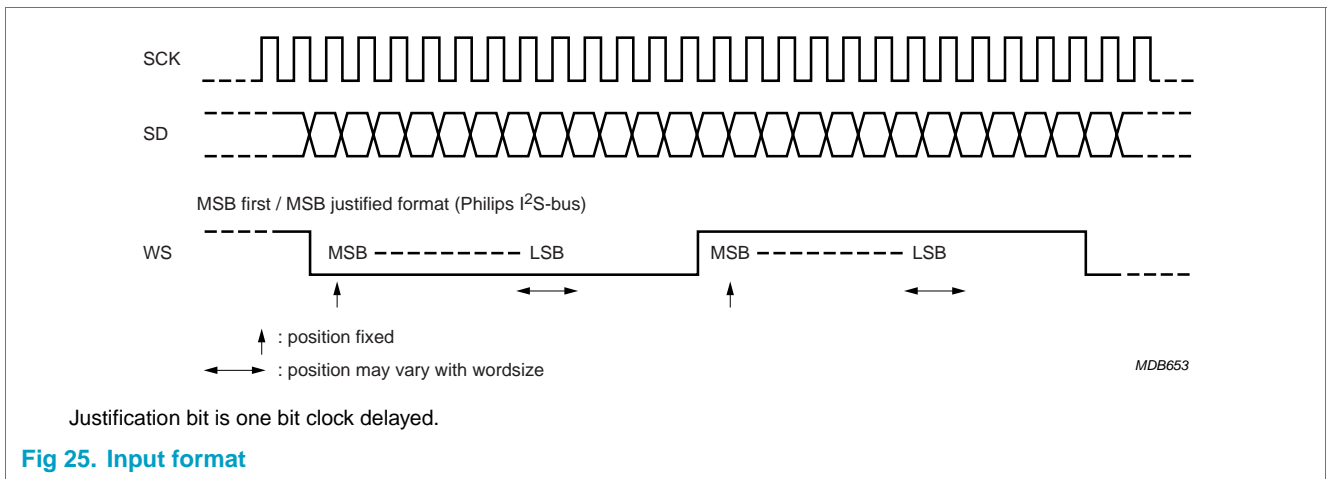 SCK
SD
MSB first / MSB justified format (Philips I2S-bus)
WS
MSB LSB MSB LSB
: position fixed
: position may vary with wordsize
MDB653
Justification bit is one bit clock delayed.
Fig 25. Input format